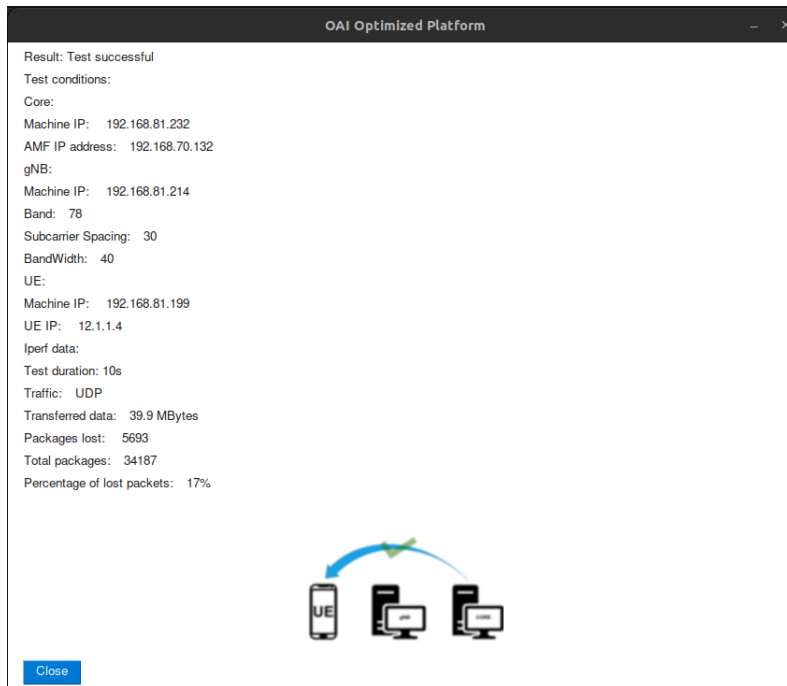 OAI Optimized Platform
Result: Test successful
Test conditions:
Core:
Machine IP: 192.168.81.232
AMF IP address: 192.168.70.132
gNB:
Machine IP: 192.168.81.214
Band: 78
Subcarrier Spacing: 30
BandWidth: 40
UE:
Machine IP: 192.168.81.199
UE IP: 12.1.1.4
Iperf data:
Test duration: 10s
Traffic: UDP
Transferred data: 39.9 MBytes
Packages lost: 5693
Total packages: 34187
Percentage of lost packets: 17%
UE gNB CORE
Close